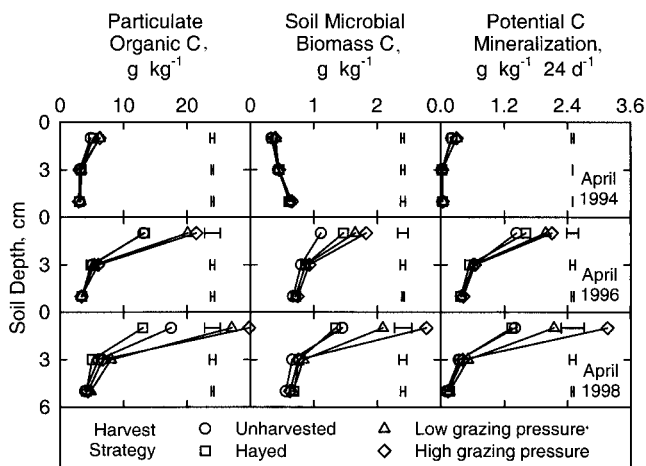 Particulate Soil Microbial Potential C
Organic C, Biomass C, Mineralization,
g kg-1 g kg-1 g kg-1 24 d-1
0 10 20 0 1 2 0.0 1.2 2.4 3.6
0
3
April
1994
0
3
April
1996
0
3
April
1998
6
Soil Depth, cm
Harvest Unharvested Low grazing pressure
Strategy Hayed High grazing pressure